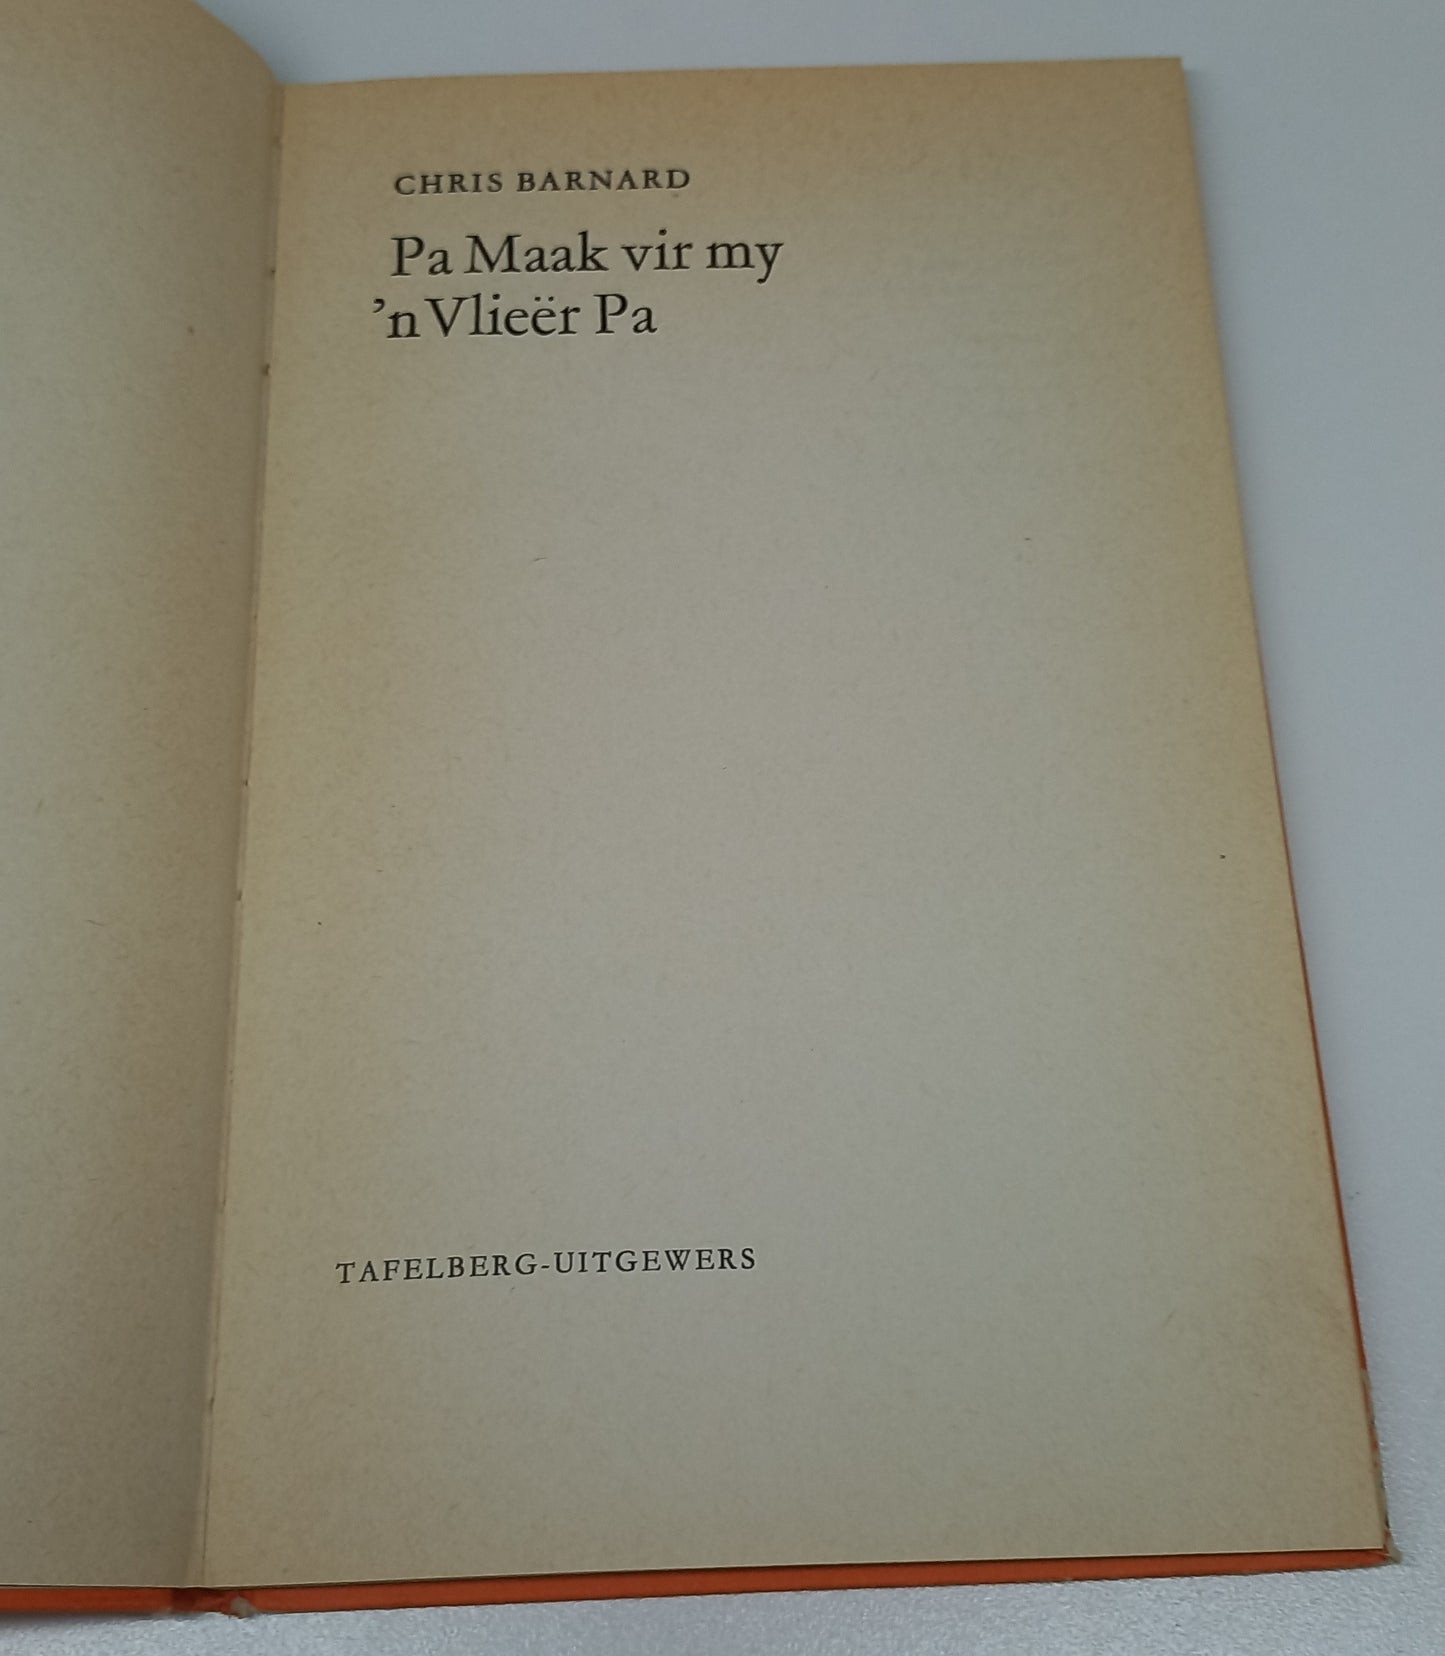 CHRIS BARNARD
Pa Maak vir my
’n Vlieër Pa
TAFELBERG-UITGEWERS